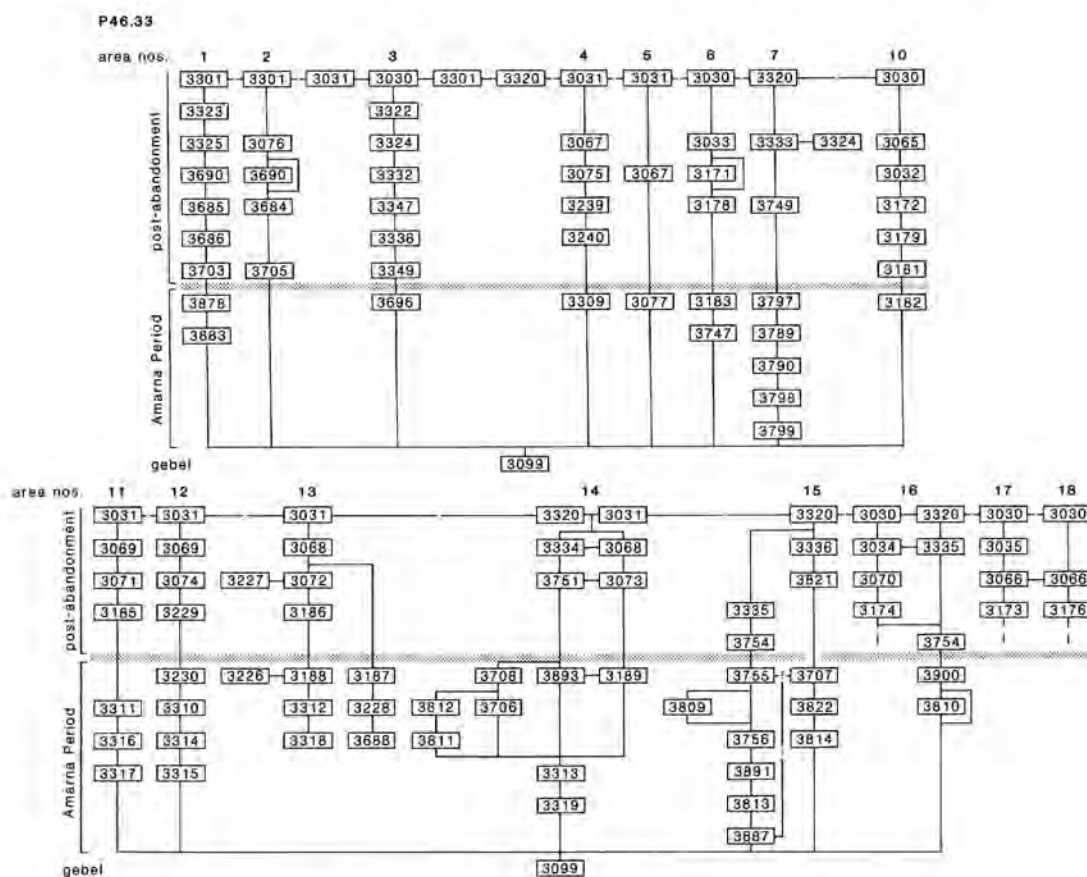 P46.33
area nos. 1 2 3 4 5 6 7 10
3301 3301 3031 3030 3301 3320 3031 3031 3030 3320 3030
3323 3322
3325 3076 3324 3067 3033 3333 3324 3065
3690 3690 3332 3075 3067 3171 3032
3685 3684 3347 3239 3178 3749 3172
3686 3338 3240 3179
3703 3705 3349 3181
post-abandonment
3878 3696 3309 3077 3183 3797 3182
3683 3747 3789
3790
3798
3799
Amarna Period
gebel 3099
area nos. 11 12 13 14 15 16 17 18
3031 3031 3031 3320 3031 3320 3030 3320 3030 3030
3069 3069 3068 3334 3068 3336 3034 3335 3035
3071 3074 3227 3072 3751 3073 3821 3070 3066 3066
3185 3229 3186 3335 3174 3173 3176
3754 3754
post-abandonment
3230 3226 3188 3187 3708 3893 3189 3755 3707 3900
3311 3310 3312 3228 3812 3706 3809 3822 3810
3316 3314 3318 3688 3811 3756 3814
3317 3315 3313 3891
3319 3813
3887
Amarna Period
gebel 3099